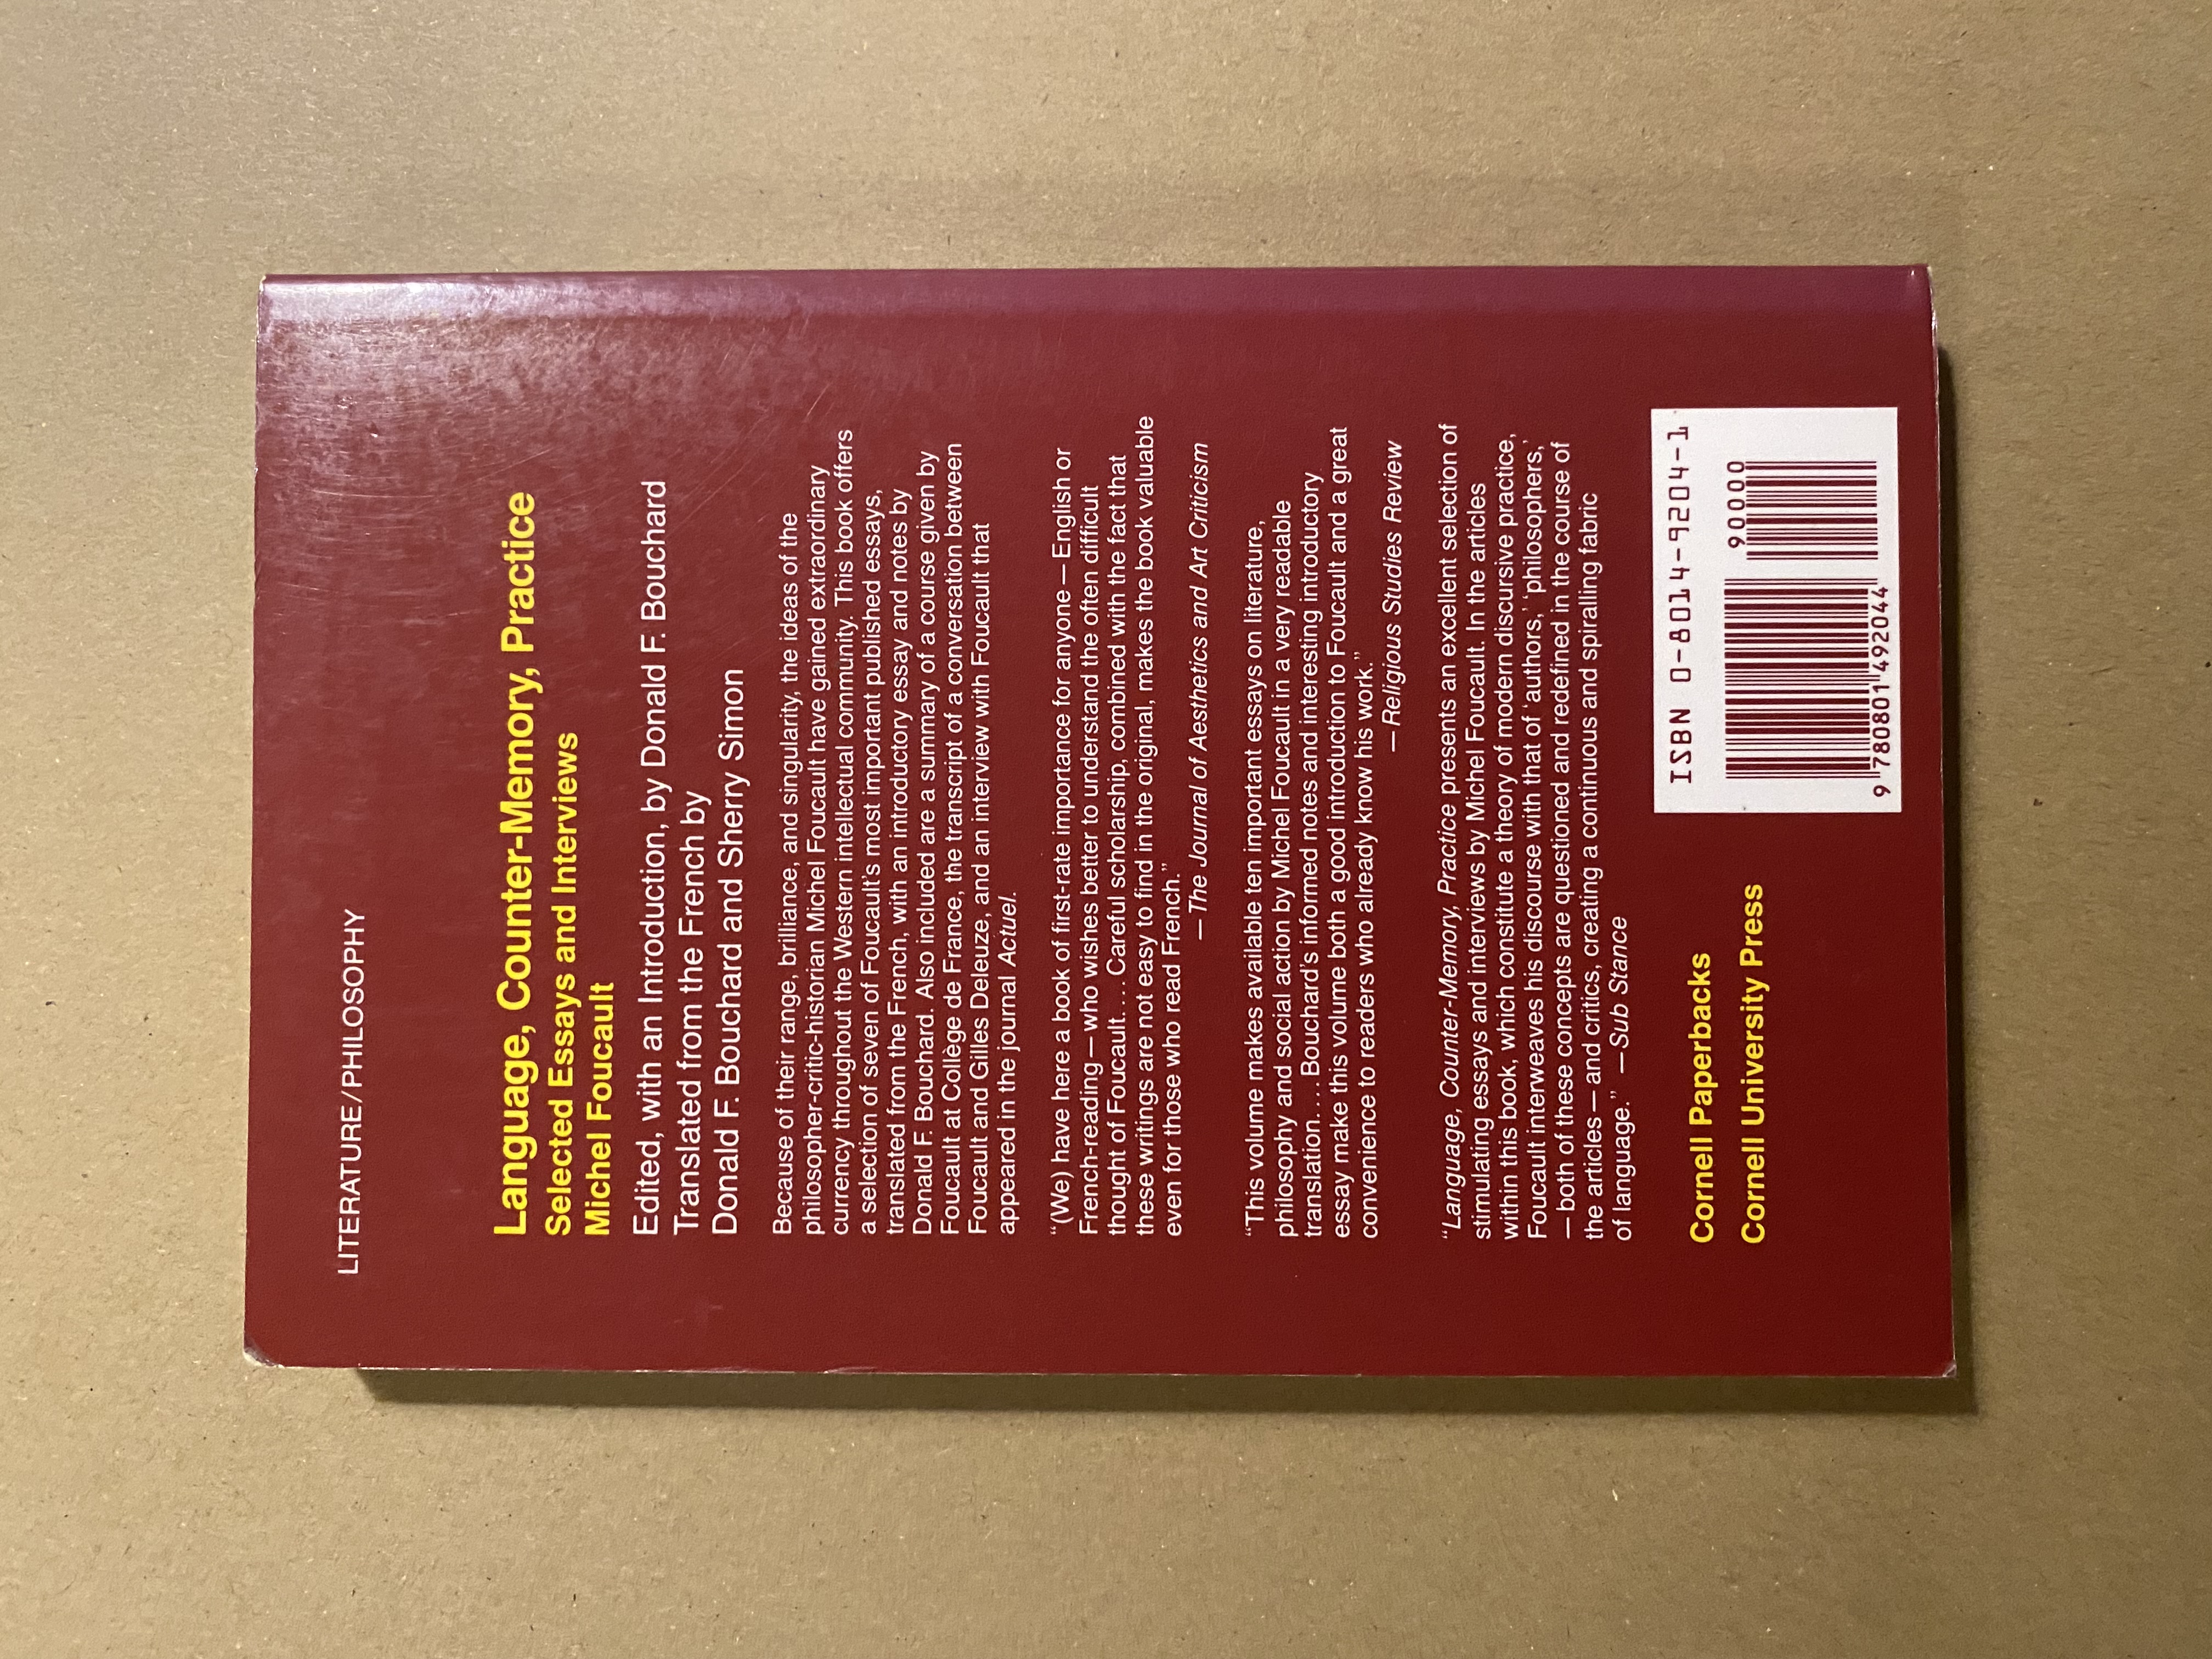 LITERATURE/PHILOSOPHY
Language, Counter-Memory, Practice
Selected Essays and Interviews
Michel Foucault
Edited, with an Introduction, by Donald F. Bouchard
Translated from the French by
Donald F. Bouchard and Sherry Simon
Because of their range, brilliance, and singularity, the ideas of the
philosopher-critic-historian Michel Foucault have gained extraordinary
currency throughout the Western intellectual community. This book offers
a selection of seven of Foucault's most important published essays,
translated from the French, with an introductory essay and notes by
Donald F. Bouchard. Also included are a summary of a course given by
Foucault at Collège de France, the transcript of a conversation between
Foucault and Gilles Deleuze, and an interview with Foucault that
appeared in the journal Actuel.
“(We) have here a book of first-rate importance for anyone—English or
French-reading—who wishes better to understand the often difficult
thought of Foucault.... Careful scholarship, combined with the fact that
these writings are not easy to find in the original, makes the book valuable
even for those who read French.”
—The Journal of Aesthetics and Art Criticism
“This volume makes available ten important essays on literature,
philosophy and social action by Michel Foucault in a very readable
translation.... Bouchard's informed notes and interesting introductory
essay make this volume both a good introduction to Foucault and a great
convenience to readers who already know his work.”
—Religious Studies Review
“Language, Counter-Memory, Practice presents an excellent selection of
stimulating essays and interviews by Michel Foucault. In the articles
within this book, which constitute a theory of modern discursive practice,
Foucault interweaves his discourse with that of ‘authors,’ ‘philosophers,’
—both of these concepts are questioned and redefined in the course of
the articles—and critics, creating a continuous and spiralling fabric
of language.” —Sub Stance
Cornell Paperbacks
Cornell University Press
ISBN 0-8014-9204-1
90000
9 780801 492044